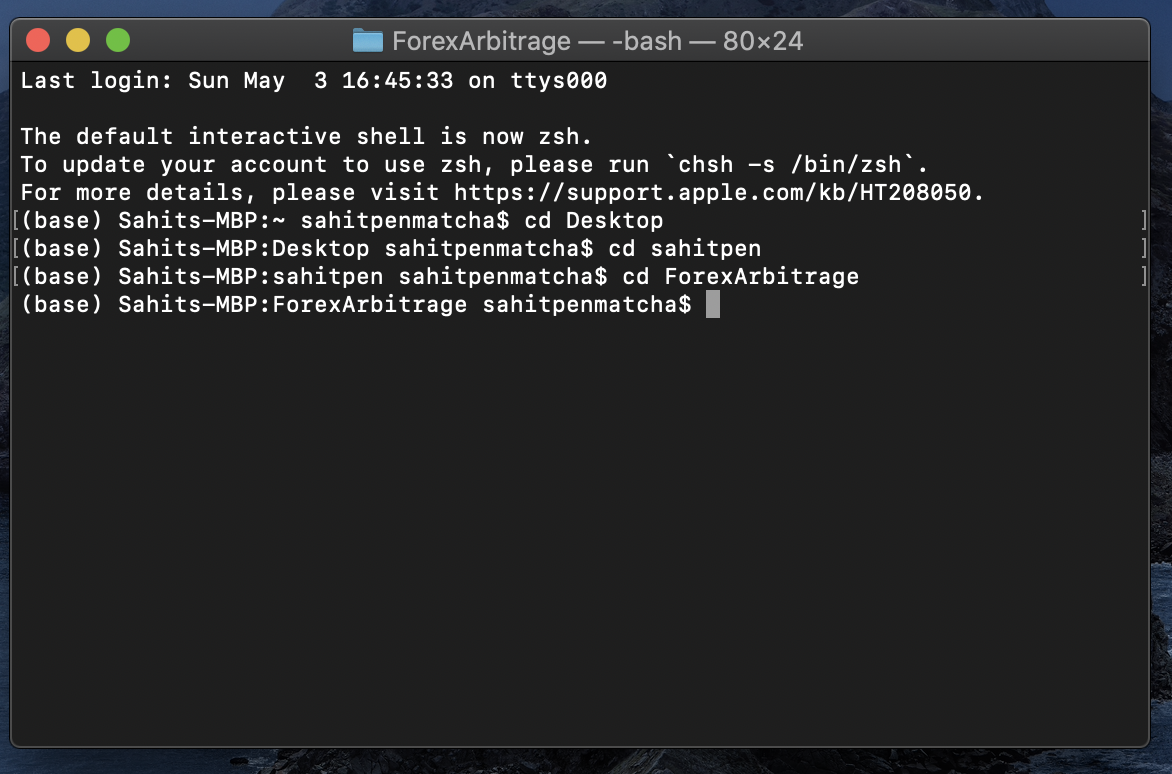 ForexArbitrage — -bash — 80×24
Last login: Sun May  3 16:45:33 on ttys000
The default interactive shell is now zsh.
To update your account to use zsh, please run `chsh -s /bin/zsh`.
For more details, please visit https://support.apple.com/kb/HT208050.
[(base) Sahits-MBP:~ sahitpenmatcha$ cd Desktop ]
[(base) Sahits-MBP:Desktop sahitpenmatcha$ cd sahitpen ]
[(base) Sahits-MBP:sahitpen sahitpenmatcha$ cd ForexArbitrage ]
(base) Sahits-MBP:ForexArbitrage sahitpenmatcha$